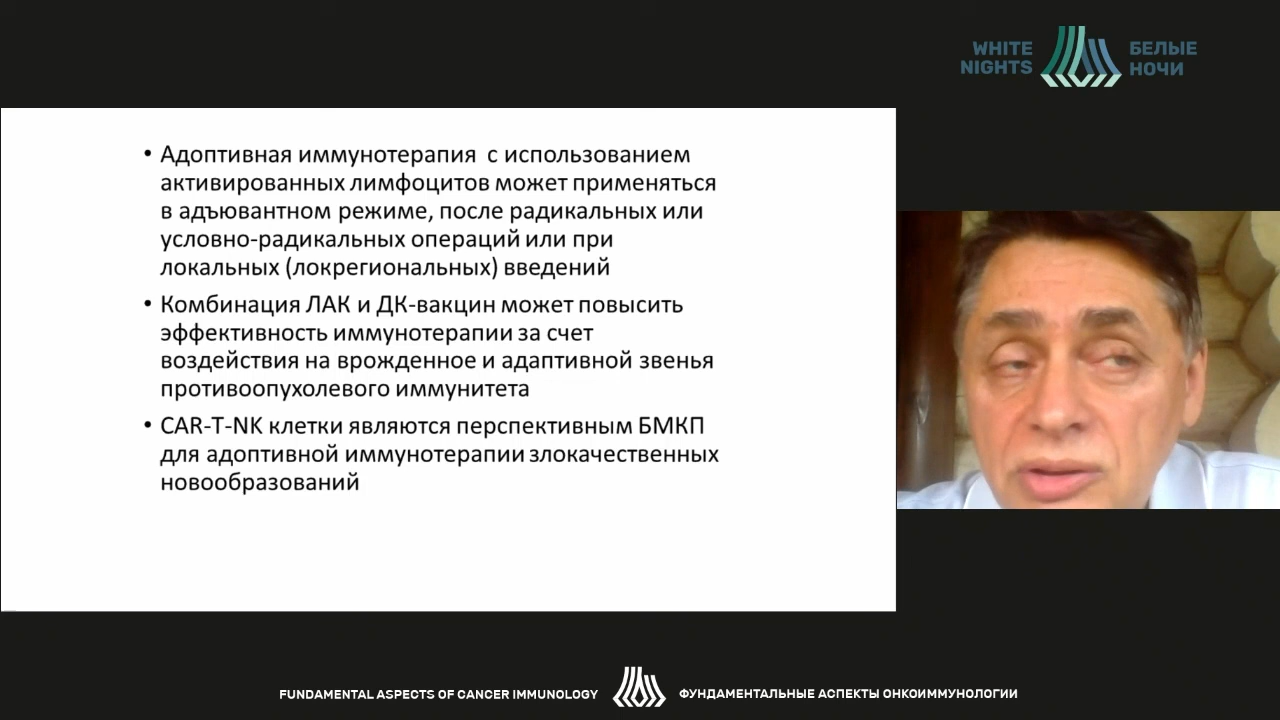 WHITE
NIGHTS
БЕЛЫЕ
НОЧИ
• Адоптивная иммунотерапия с использованием
активированных лимфоцитов может применяться
в адъювантном режиме, после радикальных или
условно-радикальных операций или при
локальных (локрегиональных) введений
• Комбинация ЛАК и ДК-вакцин может повысить
эффективность иммунотерапии за счет
воздействия на врожденное и адаптивной звенья
противоопухолевого иммунитета
• CAR-T-NK клетки являются перспективным БМКП
для адоптивной иммунотерапии злокачественных
новообразований
FUNDAMENTAL ASPECTS OF CANCER IMMUNOLOGY
ФУНДАМЕНТАЛЬНЫЕ АСПЕКТЫ ОНКОИММУНОЛОГИИ